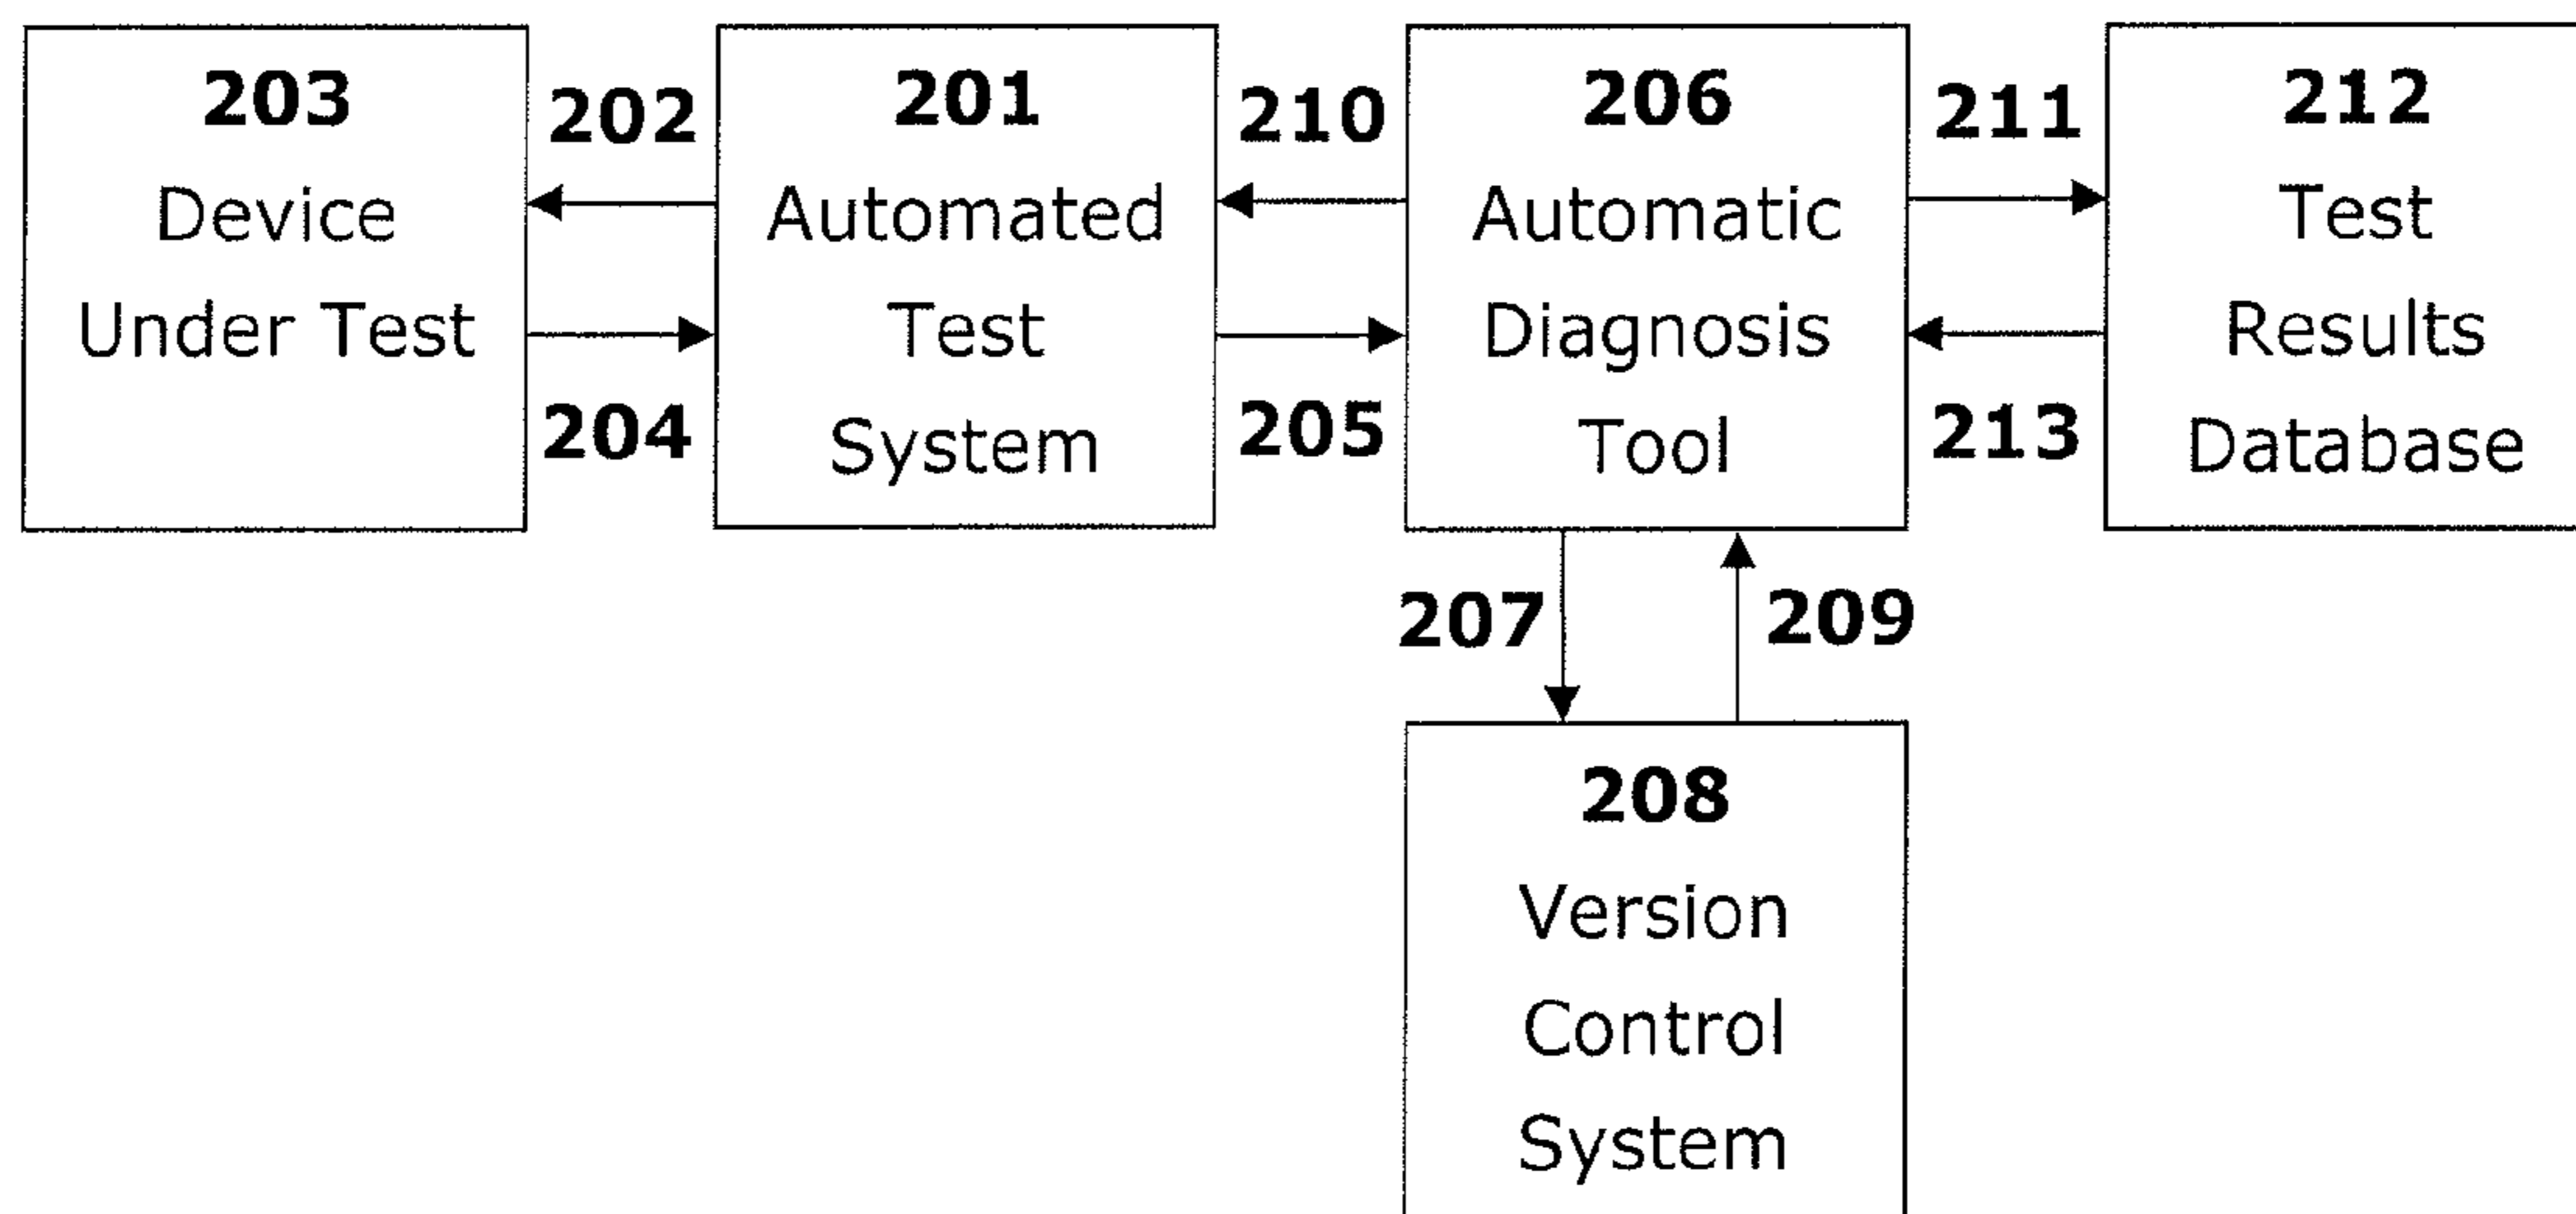 203
Device
Under Test
202
204
201
Automated
Test
System
210
205
206
Automatic
Diagnosis
Tool
211
213
212
Test
Results
Database
207
209
208
Version
Control
System